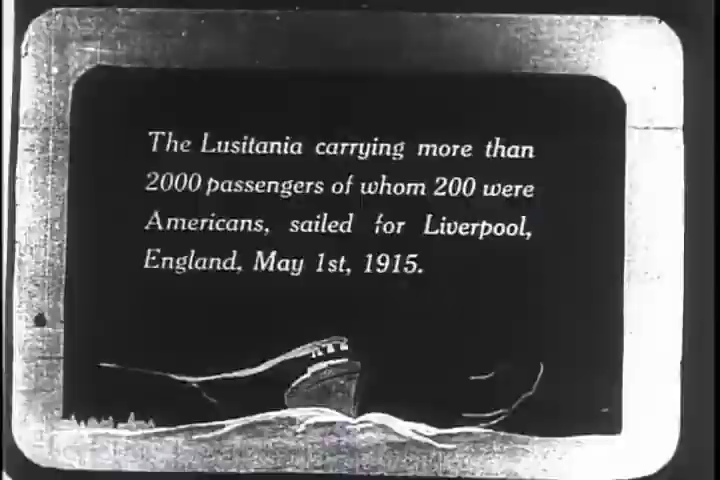 The Lusitania carrying more than
2000 passengers of whom 200 were
Americans, sailed for Liverpool,
England, May 1st, 1915.